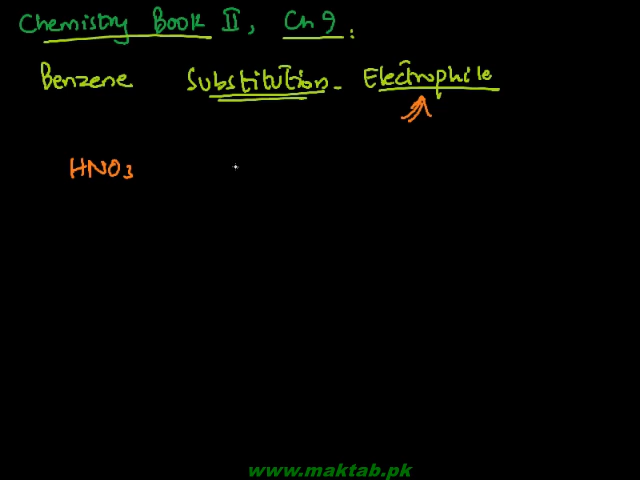 Chemistry Book II, Ch 9.
Benzene Substitution - Electrophile
HNO3
www.maktab.pk